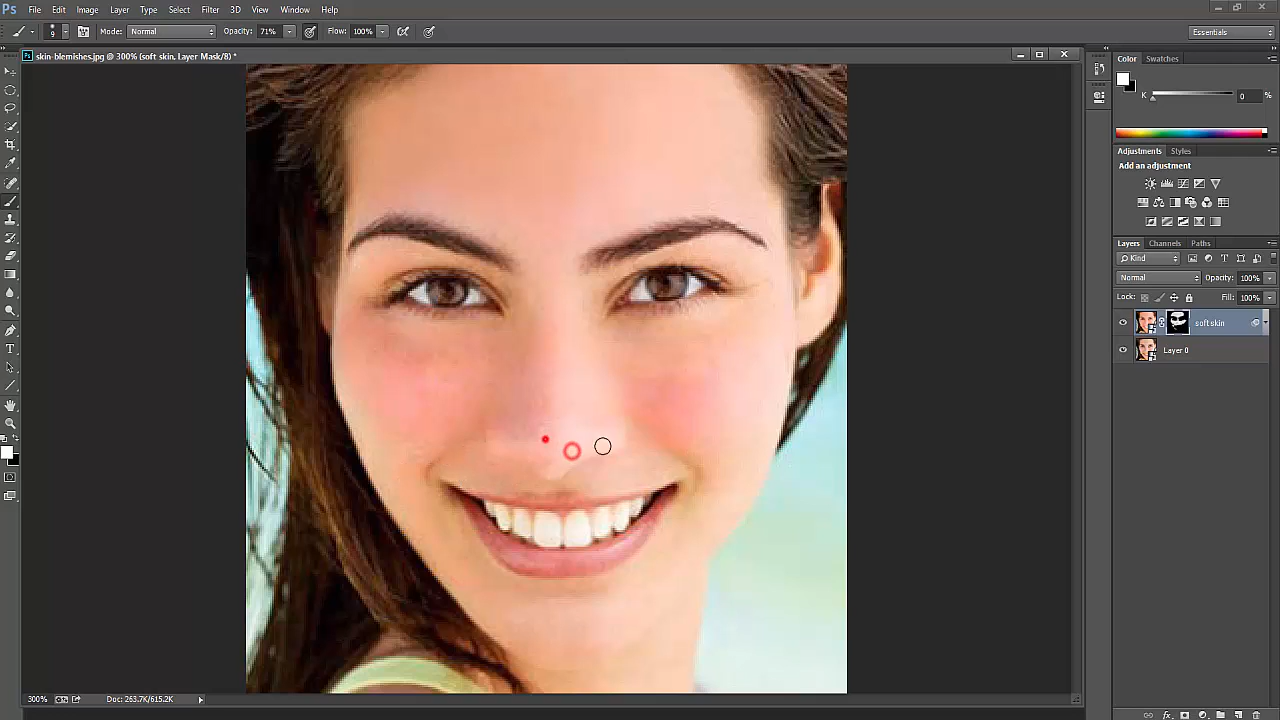 Ps File Edit Image Layer Type Select Filter 3D View Window Help
9 Mode: Normal Opacity: 71% Flow: 100% Essentials
skin-blemishes.jpg @ 300% (soft skin, Layer Mask/8) *
Color Swatches
K 0 %
Adjustments Styles
Add an adjustment
Layers Channels Paths
Kind
Normal Opacity: 100%
Lock: Fill: 100%
soft skin
Layer 0
300% Doc: 263.7K/615.2K